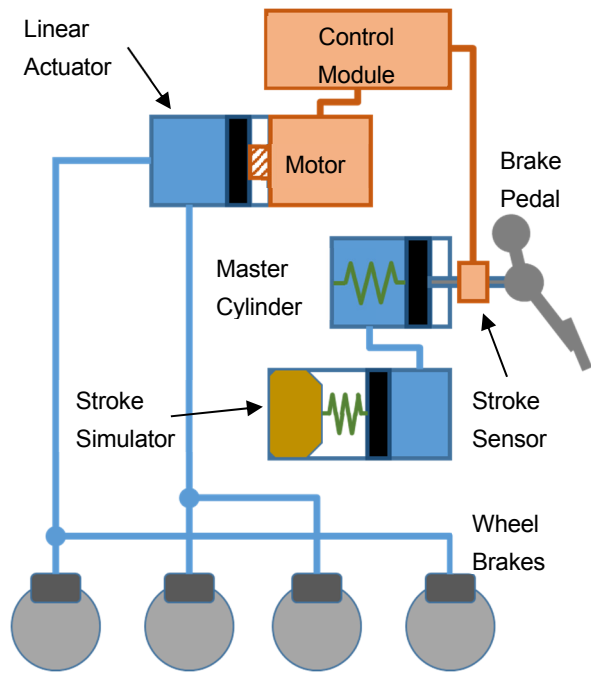 Linear
Actuator
Control
Module
Motor
Brake
Pedal
Master
Cylinder
Stroke
Simulator
Stroke
Sensor
Wheel
Brakes